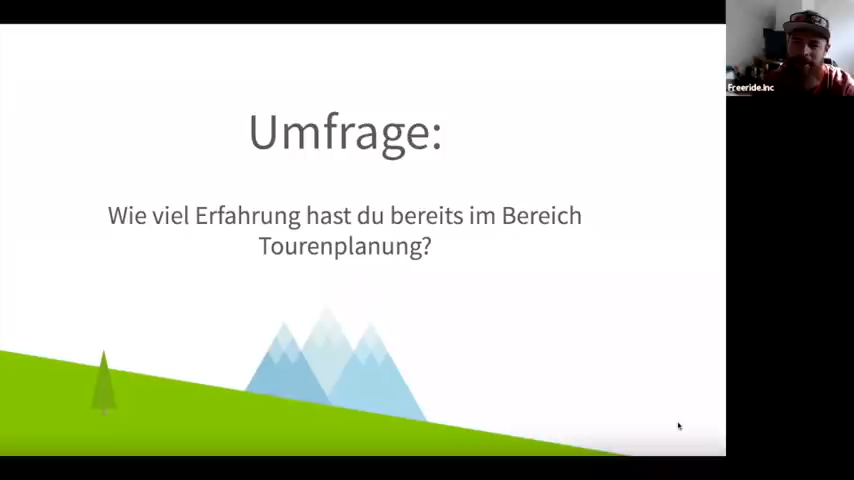 Umfrage:
Wie viel Erfahrung hast du bereits im Bereich
Tourenplanung?
Freeride.Inc